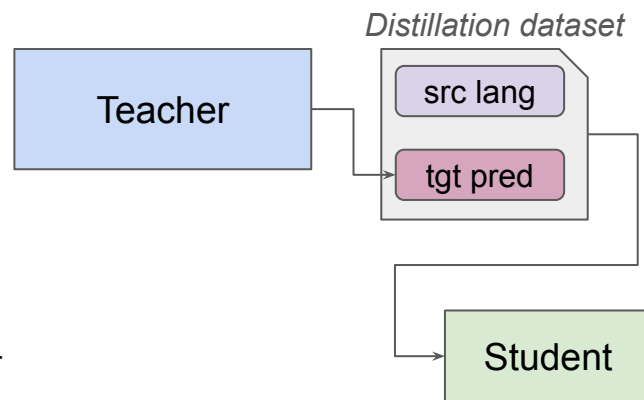 Distillation dataset
Teacher
src lang
tgt pred
Student